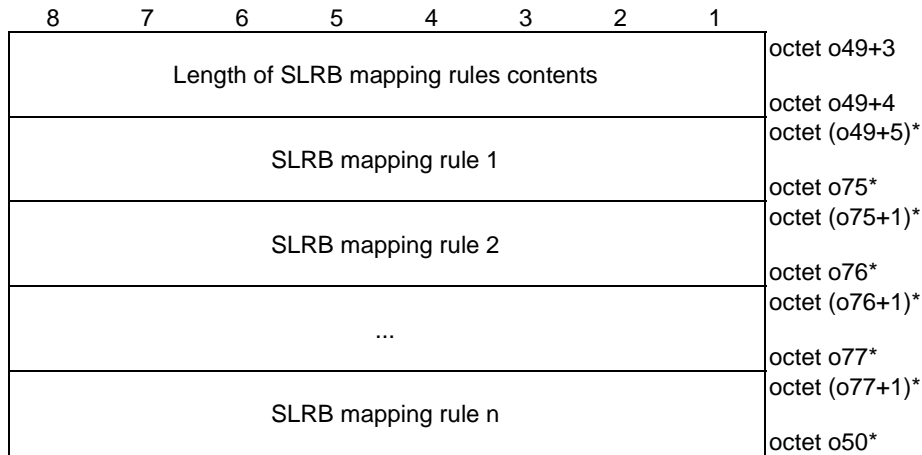 8 7 6 5 4 3 2 1
octet o49+3
Length of SLRB mapping rules contents
octet o49+4
octet (o49+5)*
SLRB mapping rule 1
octet o75*
octet (o75+1)*
SLRB mapping rule 2
octet o76*
octet (o76+1)*
...
octet o77*
octet (o77+1)*
SLRB mapping rule n
octet o50*